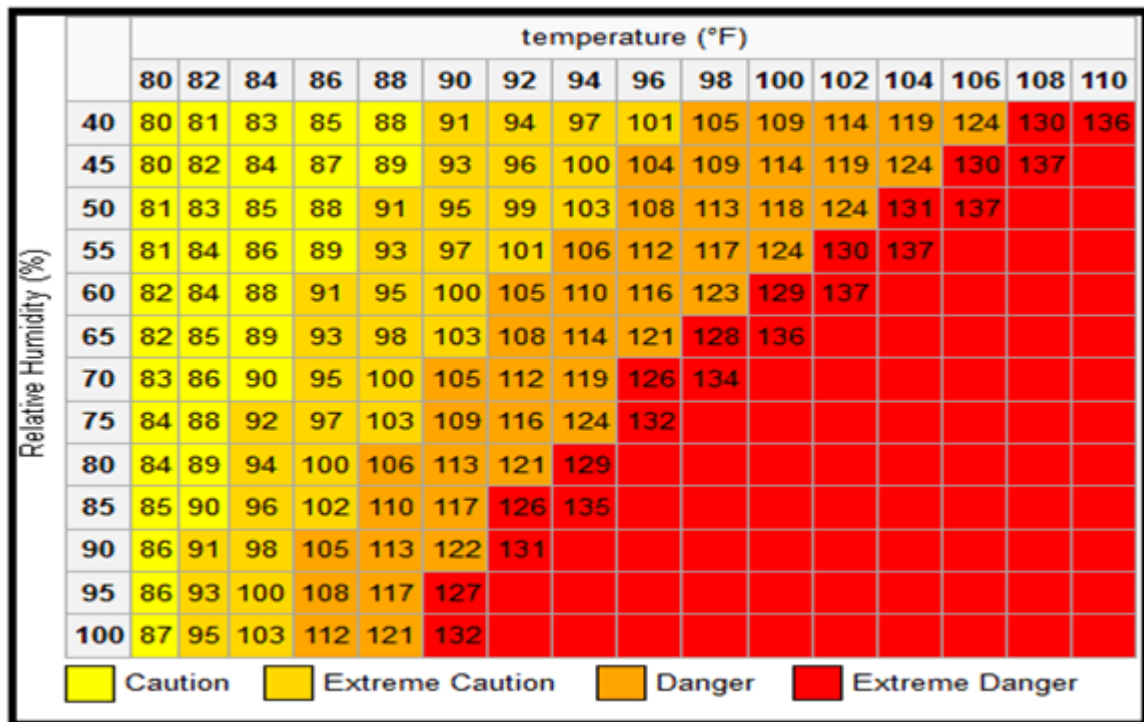 temperature (°F)
80 82 84 86 88 90 92 94 96 98 100 102 104 106 108 110
Relative Humidity (%)
40 80 81 83 85 88 91 94 97 101 105 109 114 119 124 130 136
45 80 82 84 87 89 93 96 100 104 109 114 119 124 130 137
50 81 83 85 88 91 95 99 103 108 113 118 124 131 137
55 81 84 86 89 93 97 101 106 112 117 124 130 137
60 82 84 88 91 95 100 105 110 116 123 129 137
65 82 85 89 93 98 103 108 114 121 128 136
70 83 86 90 95 100 105 112 119 126 134
75 84 88 92 97 103 109 116 124 132
80 84 89 94 100 106 113 121 129
85 85 90 96 102 110 117 126 135
90 86 91 98 105 113 122 131
95 86 93 100 108 117 127
100 87 95 103 112 121 132
Caution Extreme Caution Danger Extreme Danger